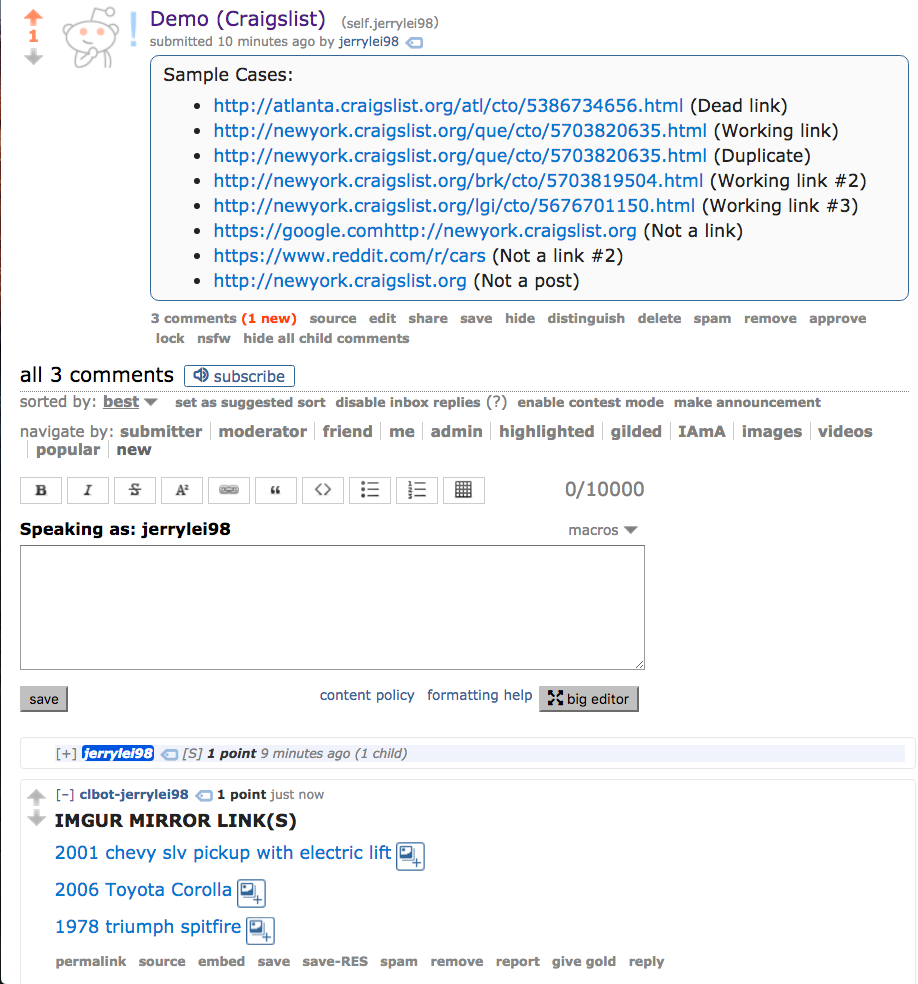 Demo (Craigslist) (self.jerrylei98)
1
submitted 10 minutes ago by jerrylei98
Sample Cases:
• http://atlanta.craigslist.org/atl/cto/5386734656.html (Dead link)
• http://newyork.craigslist.org/que/cto/5703820635.html (Working link)
• http://newyork.craigslist.org/que/cto/5703820635.html (Duplicate)
• http://newyork.craigslist.org/brk/cto/5703819504.html (Working link #2)
• http://newyork.craigslist.org/lgi/cto/5676701150.html (Working link #3)
• https://google.comhttp://newyork.craigslist.org (Not a link)
• https://www.reddit.com/r/cars (Not a link #2)
• http://newyork.craigslist.org (Not a post)
3 comments (1 new) source edit share save hide distinguish delete spam remove approve
lock nsfw hide all child comments
all 3 comments subscribe
sorted by: best set as suggested sort disable inbox replies (?) enable contest mode make announcement
navigate by: submitter moderator friend me admin highlighted gilded IAmA images videos
popular new
B I S A² “ <> 0/10000
Speaking as: jerrylei98 macros
save content policy formatting help big editor
[+] jerrylei98 [S] 1 point 9 minutes ago (1 child)
[–] clbot-jerrylei98 1 point just now
IMGUR MIRROR LINK(S)
2001 chevy slv pickup with electric lift
2006 Toyota Corolla
1978 triumph spitfire
permalink source embed save save-RES spam remove report give gold reply